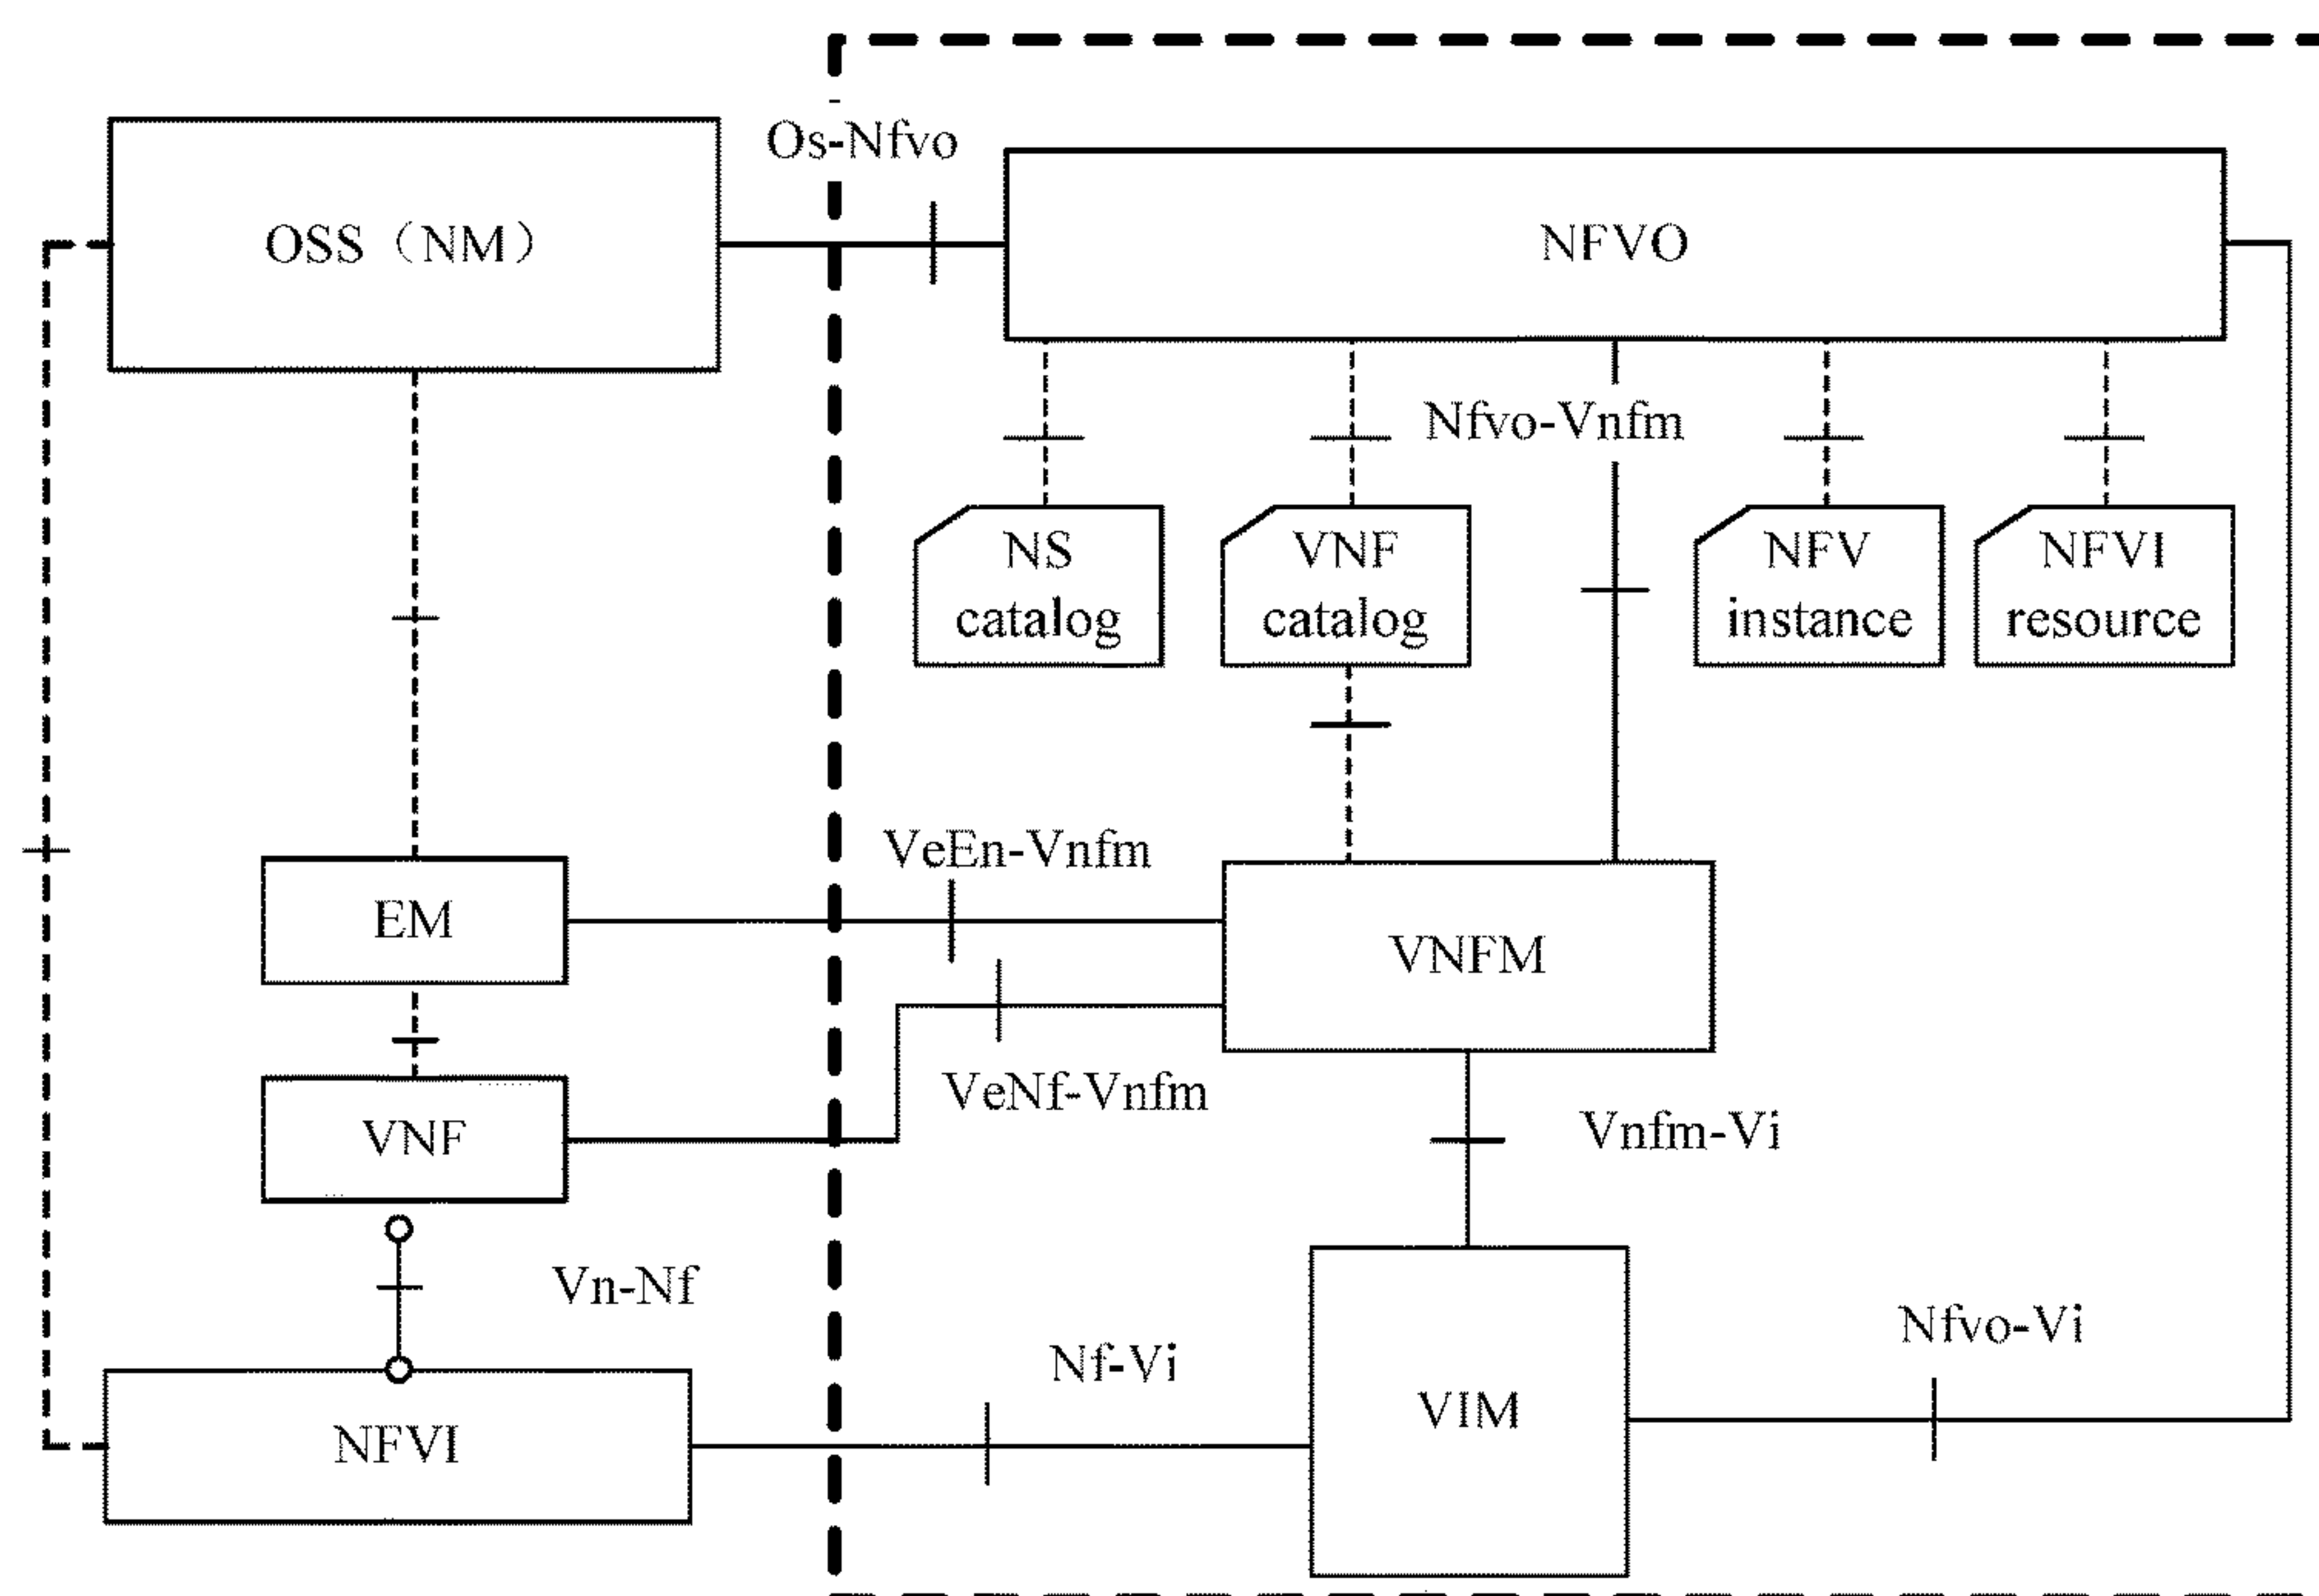 Os-Nfvo
OSS（NM）
NFVO
Nfvo-Vnfm
NS
catalog
VNF
catalog
NFV
instance
NFVI
resource
VeEn-Vnfm
EM
VNFM
VeNf-Vnfm
VNF
Vnfm-Vi
Vn-Nf
Nfvo-Vi
Nf-Vi
VIM
NFVI